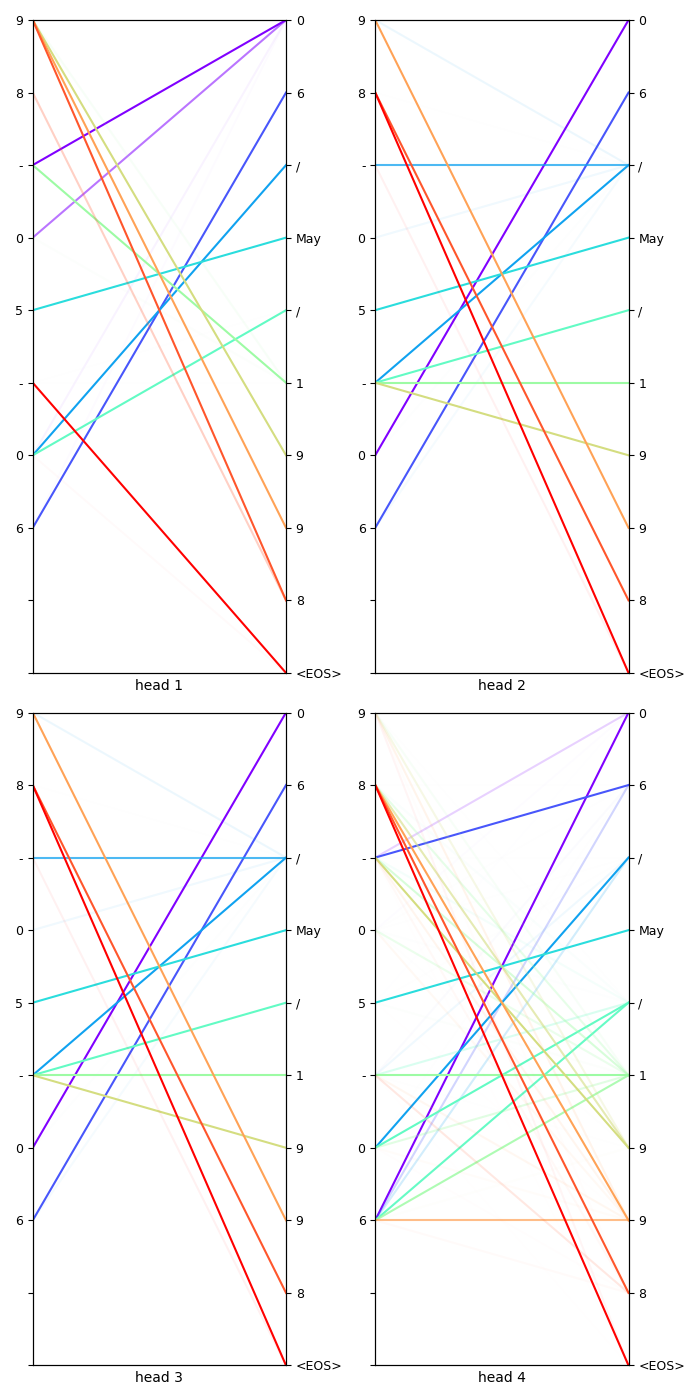 9 0 9 0
8 6 8 6
- / - /
0 May 0 May
5 / 5 /
- 1 - 1
0 9 0 9
6 9 6 9
8 8
<EOS> <EOS>
head 1 head 2
9 0 9 0
8 6 8 6
- / - /
0 May 0 May
5 / 5 /
- 1 - 1
0 9 0 9
6 9 6 9
8 8
<EOS> <EOS>
head 3 head 4